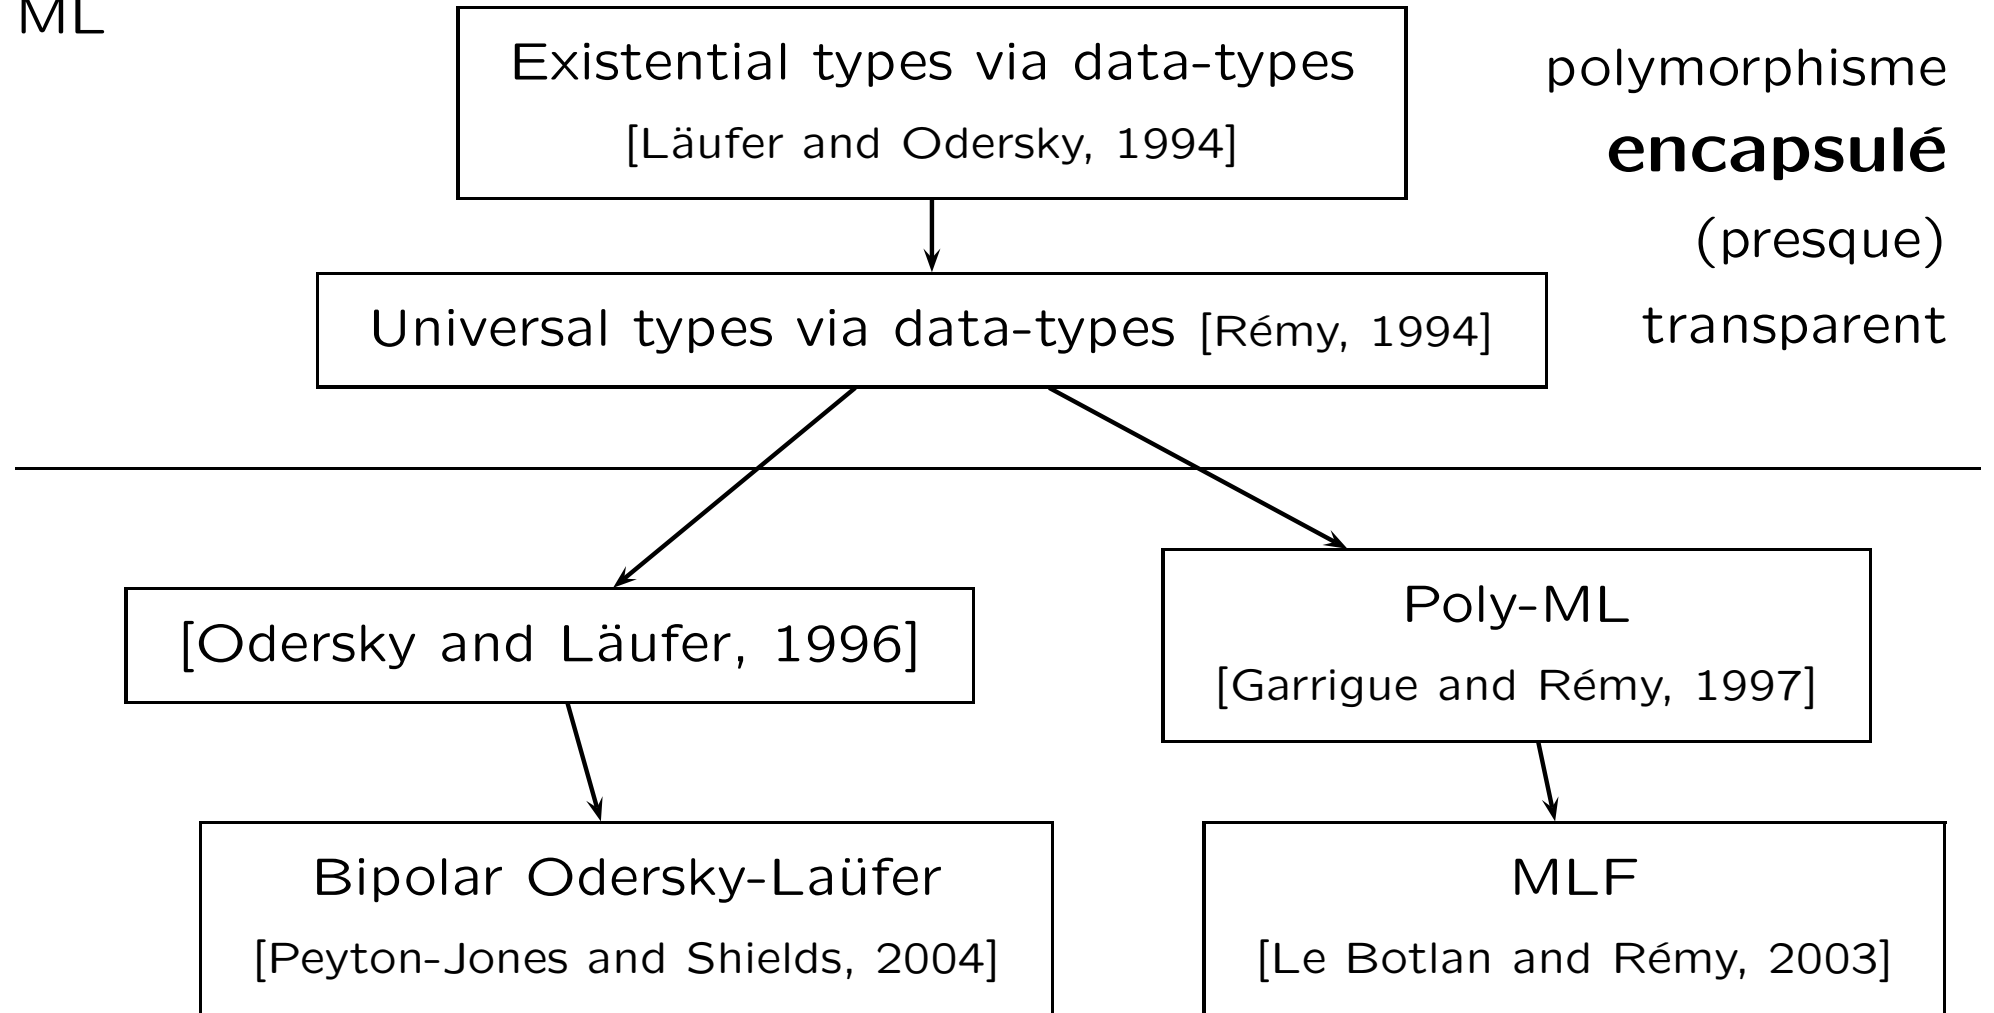 ML
Existential types via data-types
[Läufer and Odersky, 1994]
polymorphisme
encapsulé
(presque)
transparent
Universal types via data-types [Rémy, 1994]
[Odersky and Läufer, 1996]
Poly-ML
[Garrigue and Rémy, 1997]
Bipolar Odersky-Laüfer
[Peyton-Jones and Shields, 2004]
MLF
[Le Botlan and Rémy, 2003]